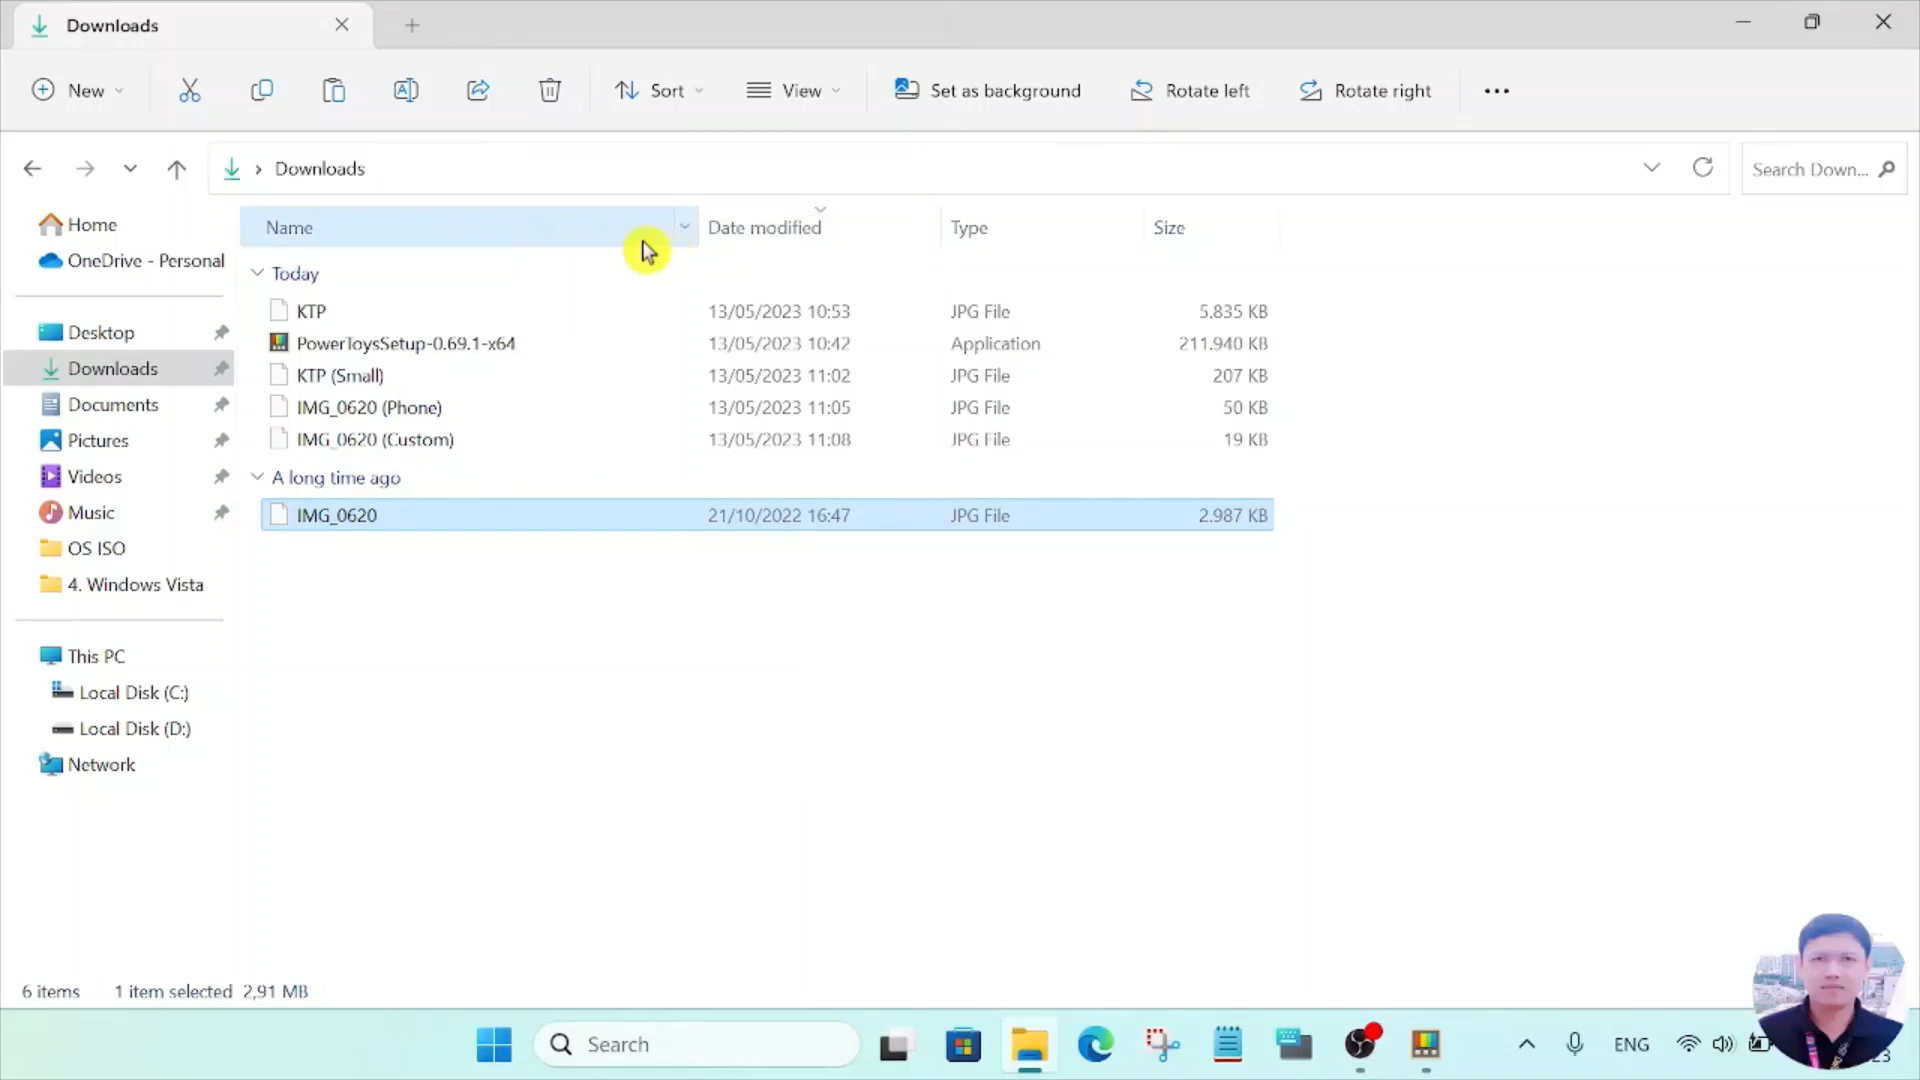 Downloads
New
Sort
View
Set as background
Rotate left
Rotate right
Downloads
Search Down...
Home
OneDrive - Personal
Desktop
Downloads
Documents
Pictures
Videos
Music
OS ISO
4. Windows Vista
This PC
Local Disk (C:)
Local Disk (D:)
Network
Name Date modified Type Size
Today
KTP 13/05/2023 10:53 JPG File 5.835 KB
PowerToysSetup-0.69.1-x64 13/05/2023 10:42 Application 211.940 KB
KTP (Small) 13/05/2023 11:02 JPG File 207 KB
IMG_0620 (Phone) 13/05/2023 11:05 JPG File 50 KB
IMG_0620 (Custom) 13/05/2023 11:08 JPG File 19 KB
A long time ago
IMG_0620 21/10/2022 16:47 JPG File 2.987 KB
6 items 1 item selected 2,91 MB
Search
ENG